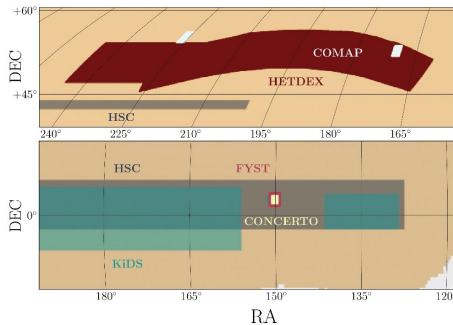 +60°
DEC
COMAP
HETDEX
+45°
HSC
240°
225°
210°
195°
180°
165°
HSC
FYST
DEC
0°
CONCERTO
KiDS
180°
165°
150°
135°
120°
RA